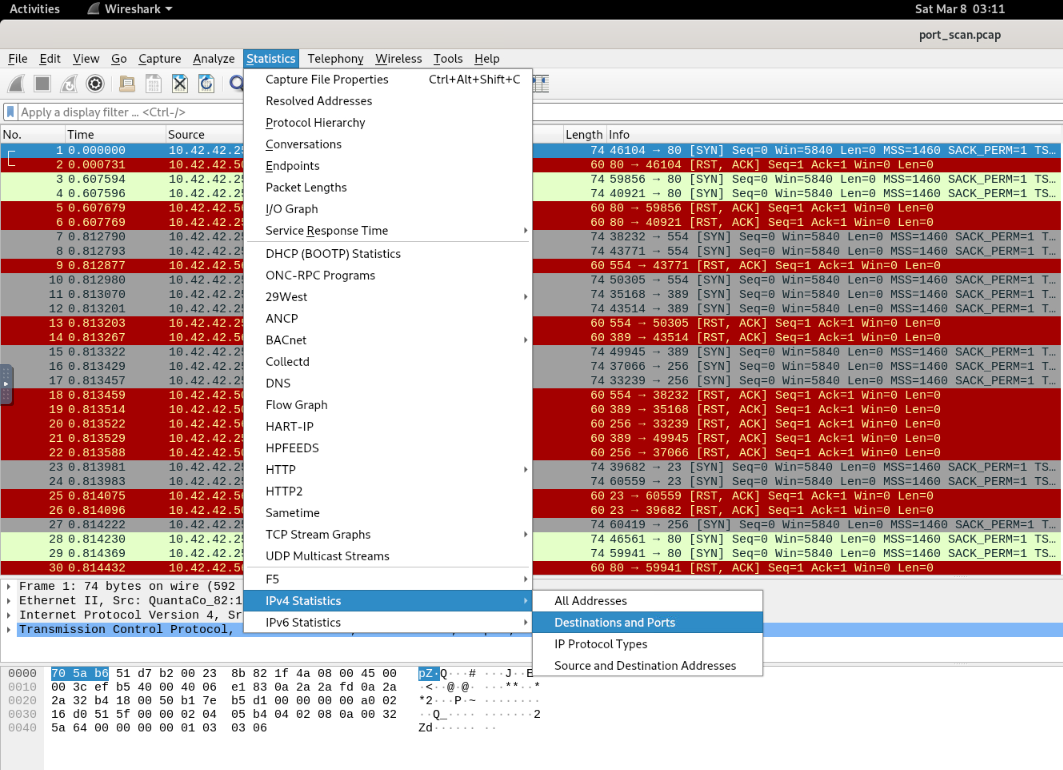 Activities Wireshark Sat Mar 8 03:11
port_scan.pcap
File Edit View Go Capture Analyze Statistics Telephony Wireless Tools Help
Apply a display filter ... <Ctrl-/>
No. Time Source Length Info
1 0.000000 10.42.42.25 74 46104 → 80 [SYN] Seq=0 Win=5840 Len=0 MSS=1460 SACK_PERM=1 TS…
2 0.000731 10.42.42.50 60 80 → 46104 [RST, ACK] Seq=1 Ack=1 Win=0 Len=0
3 0.607594 10.42.42.25 74 59856 → 80 [SYN] Seq=0 Win=5840 Len=0 MSS=1460 SACK_PERM=1 TS…
4 0.607596 10.42.42.25 74 40921 → 80 [SYN] Seq=0 Win=5840 Len=0 MSS=1460 SACK_PERM=1 TS…
5 0.607679 10.42.42.50 60 80 → 59856 [RST, ACK] Seq=1 Ack=1 Win=0 Len=0
6 0.607769 10.42.42.50 60 80 → 40921 [RST, ACK] Seq=1 Ack=1 Win=0 Len=0
7 0.812790 10.42.42.25 74 38232 → 554 [SYN] Seq=0 Win=5840 Len=0 MSS=1460 SACK_PERM=1 T…
8 0.812793 10.42.42.25 74 43771 → 554 [SYN] Seq=0 Win=5840 Len=0 MSS=1460 SACK_PERM=1 T…
9 0.812877 10.42.42.50 60 554 → 43771 [RST, ACK] Seq=1 Ack=1 Win=0 Len=0
10 0.812980 10.42.42.25 74 50305 → 554 [SYN] Seq=0 Win=5840 Len=0 MSS=1460 SACK_PERM=1 T…
11 0.813070 10.42.42.25 74 35168 → 389 [SYN] Seq=0 Win=5840 Len=0 MSS=1460 SACK_PERM=1 T…
12 0.813201 10.42.42.25 74 43514 → 389 [SYN] Seq=0 Win=5840 Len=0 MSS=1460 SACK_PERM=1 T…
13 0.813203 10.42.42.50 60 554 → 50305 [RST, ACK] Seq=1 Ack=1 Win=0 Len=0
14 0.813267 10.42.42.50 60 389 → 43514 [RST, ACK] Seq=1 Ack=1 Win=0 Len=0
15 0.813322 10.42.42.25 74 49945 → 389 [SYN] Seq=0 Win=5840 Len=0 MSS=1460 SACK_PERM=1 T…
16 0.813429 10.42.42.25 74 37066 → 256 [SYN] Seq=0 Win=5840 Len=0 MSS=1460 SACK_PERM=1 T…
17 0.813457 10.42.42.25 74 33239 → 256 [SYN] Seq=0 Win=5840 Len=0 MSS=1460 SACK_PERM=1 T…
18 0.813459 10.42.42.50 60 554 → 38232 [RST, ACK] Seq=1 Ack=1 Win=0 Len=0
19 0.813514 10.42.42.50 60 389 → 35168 [RST, ACK] Seq=1 Ack=1 Win=0 Len=0
20 0.813522 10.42.42.50 60 256 → 33239 [RST, ACK] Seq=1 Ack=1 Win=0 Len=0
21 0.813529 10.42.42.50 60 389 → 49945 [RST, ACK] Seq=1 Ack=1 Win=0 Len=0
22 0.813588 10.42.42.50 60 256 → 37066 [RST, ACK] Seq=1 Ack=1 Win=0 Len=0
23 0.813981 10.42.42.25 74 39682 → 23 [SYN] Seq=0 Win=5840 Len=0 MSS=1460 SACK_PERM=1 TS…
24 0.813983 10.42.42.25 74 60559 → 23 [SYN] Seq=0 Win=5840 Len=0 MSS=1460 SACK_PERM=1 TS…
25 0.814075 10.42.42.50 60 23 → 60559 [RST, ACK] Seq=1 Ack=1 Win=0 Len=0
26 0.814096 10.42.42.50 60 23 → 39682 [RST, ACK] Seq=1 Ack=1 Win=0 Len=0
27 0.814222 10.42.42.25 74 60419 → 256 [SYN] Seq=0 Win=5840 Len=0 MSS=1460 SACK_PERM=1 T…
28 0.814230 10.42.42.25 74 46561 → 80 [SYN] Seq=0 Win=5840 Len=0 MSS=1460 SACK_PERM=1 TS…
29 0.814369 10.42.42.25 74 59941 → 80 [SYN] Seq=0 Win=5840 Len=0 MSS=1460 SACK_PERM=1 TS…
30 0.814432 10.42.42.50 60 80 → 59941 [RST, ACK] Seq=1 Ack=1 Win=0 Len=0
Capture File Properties Ctrl+Alt+Shift+C
Resolved Addresses
Protocol Hierarchy
Conversations
Endpoints
Packet Lengths
I/O Graph
Service Response Time
DHCP (BOOTP) Statistics
ONC-RPC Programs
29West
ANCP
BACnet
Collectd
DNS
Flow Graph
HART-IP
HPFEEDS
HTTP
HTTP2
Sametime
TCP Stream Graphs
UDP Multicast Streams
F5
IPv4 Statistics
IPv6 Statistics
All Addresses
Destinations and Ports
IP Protocol Types
Source and Destination Addresses
Frame 1: 74 bytes on wire (592
Ethernet II, Src: QuantaCo_82:1
Internet Protocol Version 4, Sr
Transmission Control Protocol,
0000 70 5a b6 51 d7 b2 00 23 8b 82 1f 4a 08 00 45 00 pZ·Q···# ···J··E·
0010 00 3c ef b5 40 00 40 06 e1 83 0a 2a 2a fd 0a 2a ·<··@·@· ···**··*
0020 2a 32 b4 18 00 50 b1 7e b5 d1 00 00 00 00 a0 02 *2···P·~ ········
0030 16 d0 51 5f 00 00 02 04 05 b4 04 02 08 0a 00 32 ··Q_···· ·······2
0040 5a 64 00 00 00 00 01 03 03 06 Zd······ ··